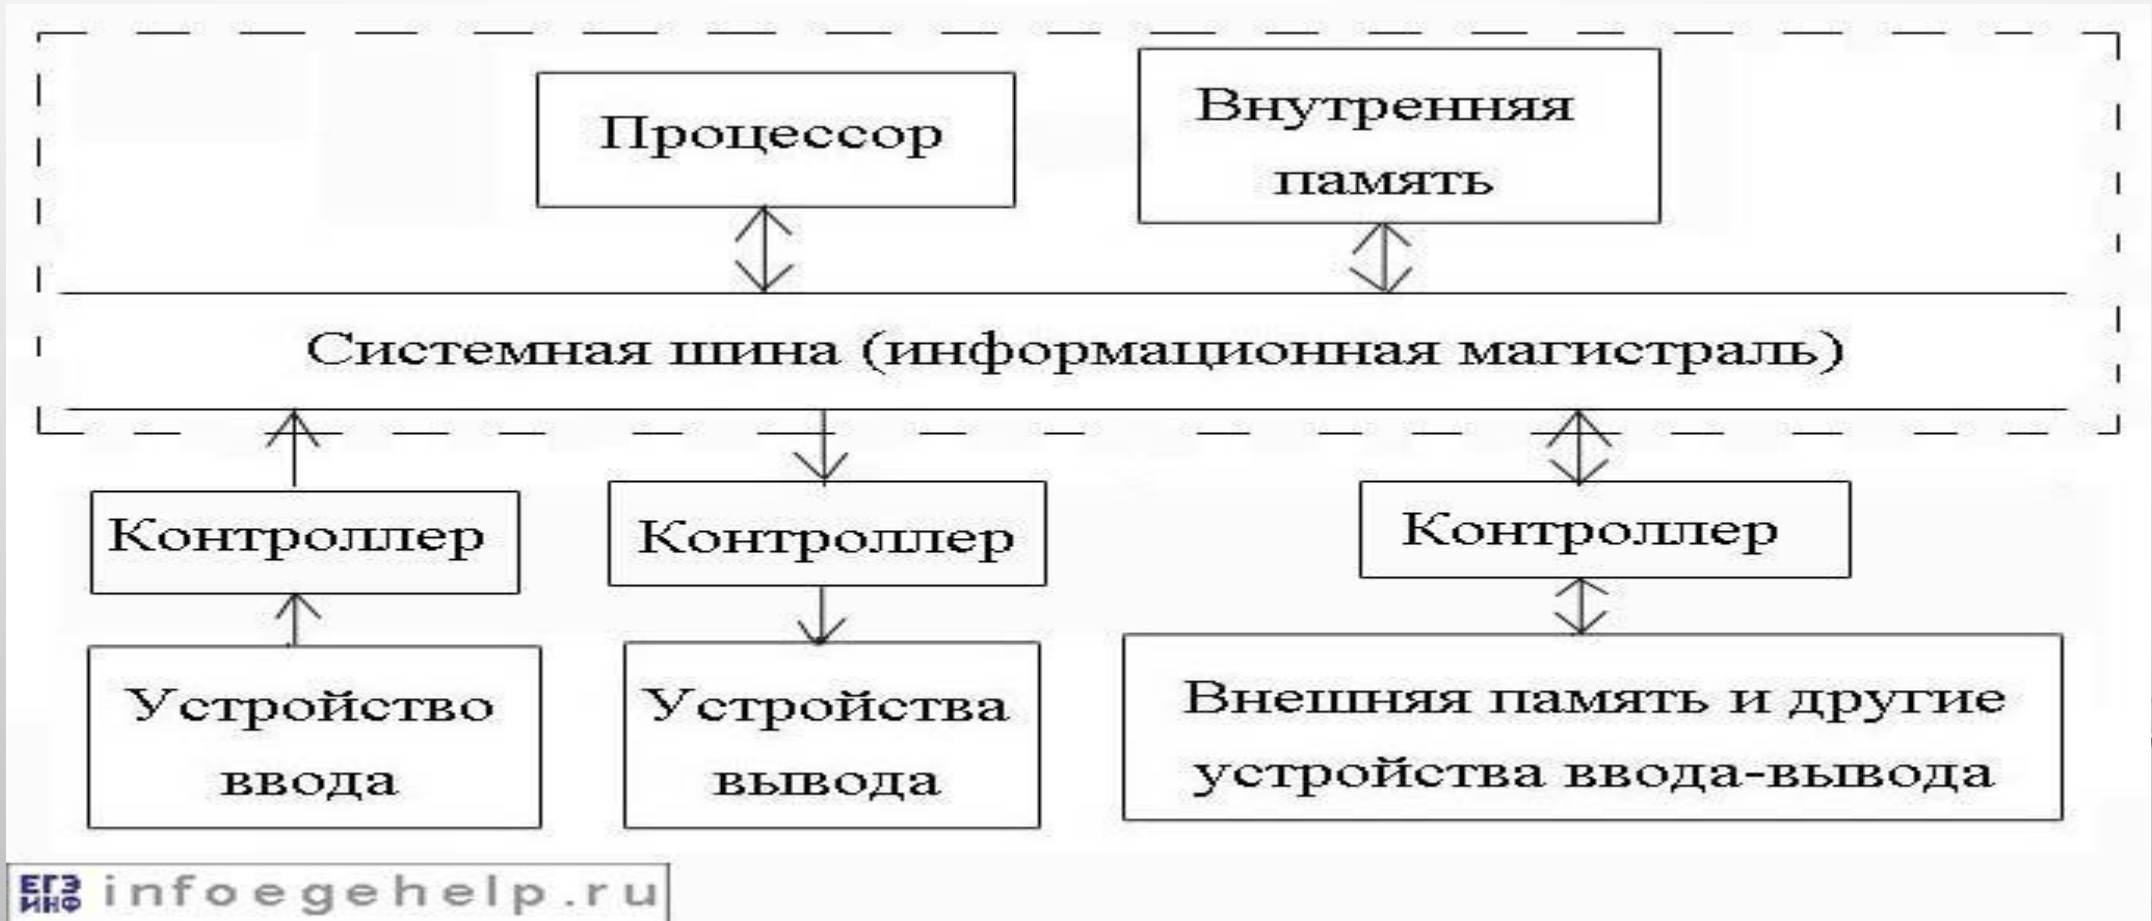 Процессор
Внутренняя
память
Системная шина (информационная магистраль)
Контроллер
Контроллер
Контроллер
Устройство
ввода
Устройства
вывода
Внешняя память и другие
устройства ввода-вывода
ЕГЭ
ИНФ
infoegehelp.ru